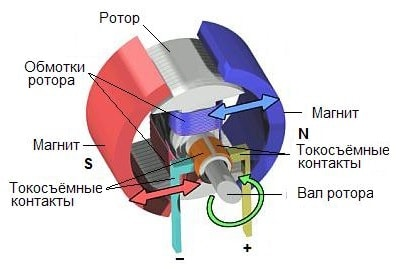 Ротор
Обмотки
ротора
Магнит
N
Магнит
S
Токосъёмные
контакты
Токосъёмные
контакты
Вал ротора
–
+